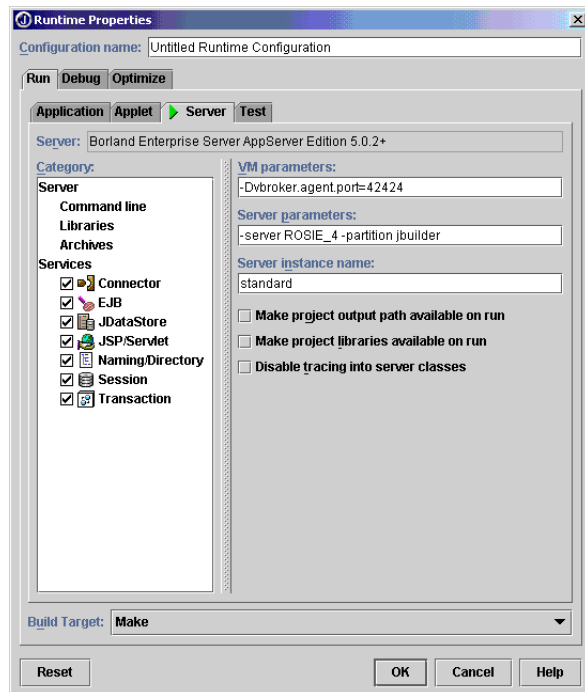 Runtime Properties
Configuration name: Untitled Runtime Configuration
Run Debug Optimize
Application Applet Server Test
Server: Borland Enterprise Server AppServer Edition 5.0.2+
Category:
Server
Command line
Libraries
Archives
Services
Connector
EJB
JDataStore
JSP/Servlet
Naming/Directory
Session
Transaction
VM parameters:
-Dvbroker.agent.port=42424
Server parameters:
-server ROSIE_4 -partition jbuilder
Server instance name:
standard
Make project output path available on run
Make project libraries available on run
Disable tracing into server classes
Build Target: Make
Reset OK Cancel Help